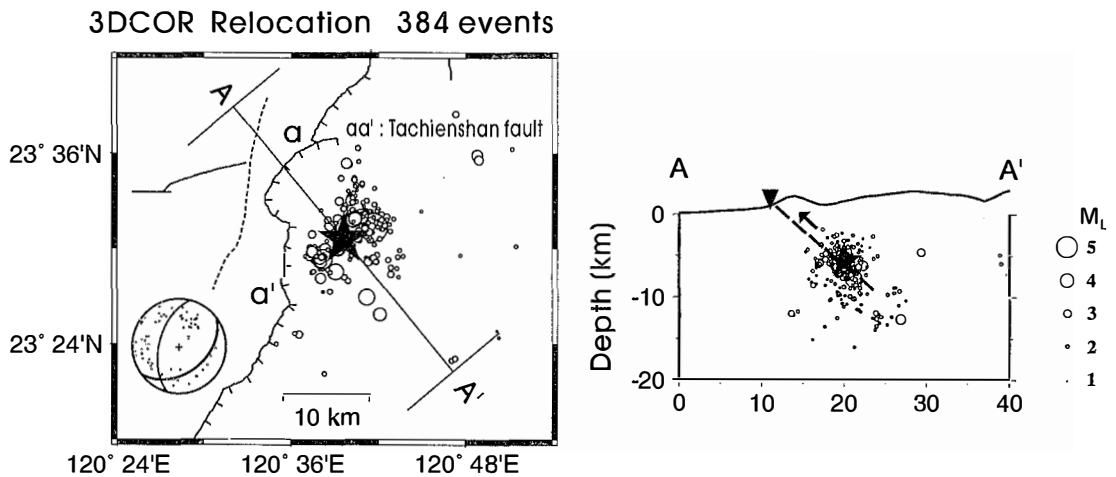 3DCOR Relocation 384 events
A
a
aa' : Tachienshan fault
23° 36'N
a'
23° 24'N
A'
10 km
120° 24'E 120° 36'E 120° 48'E
A A'
0
-10
-20
Depth (km)
0 10 20 30 40
ML
5
4
3
2
1